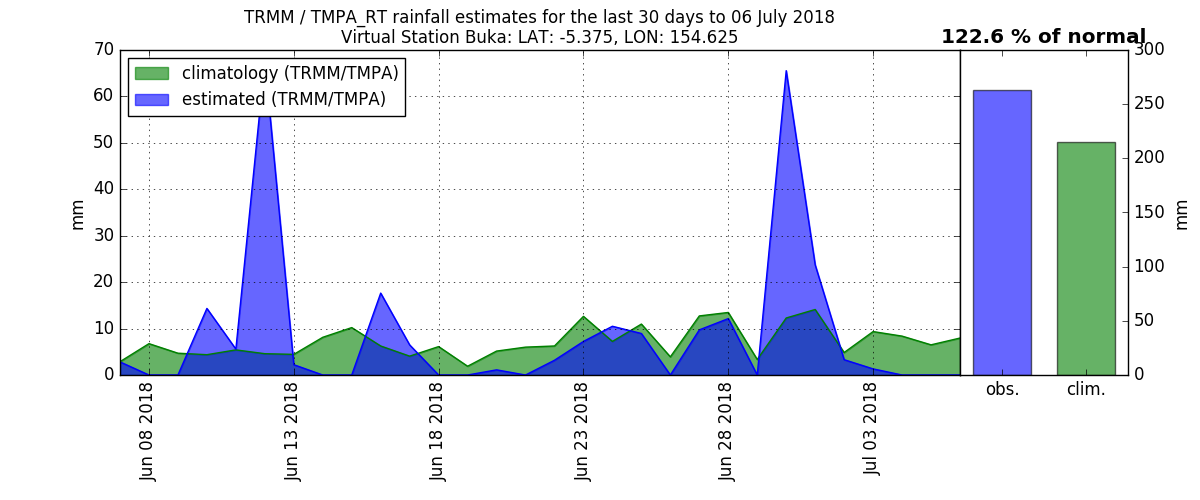 TRMM / TMPA_RT rainfall estimates for the last 30 days to 06 July 2018
Virtual Station Buka: LAT: -5.375, LON: 154.625
122.6 % of normal
climatology (TRMM/TMPA)
estimated (TRMM/TMPA)
70
60
50
40
30
20
10
0
mm
Jun 08 2018
Jun 13 2018
Jun 18 2018
Jun 23 2018
Jun 28 2018
Jul 03 2018
300
250
200
150
100
50
0
mm
obs.
clim.